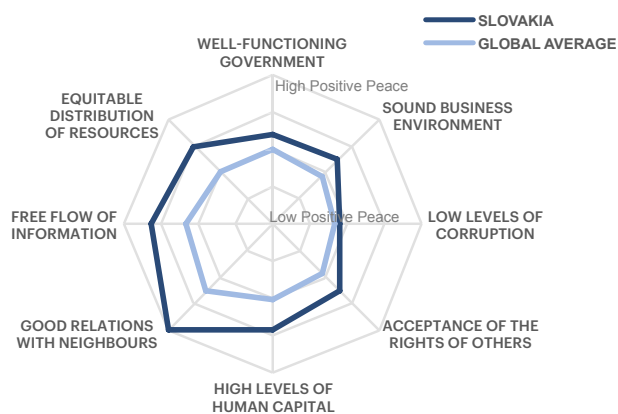 SLOVAKIA
GLOBAL AVERAGE
WELL-FUNCTIONING
GOVERNMENT
High Positive Peace
EQUITABLE
DISTRIBUTION
OF RESOURCES
SOUND BUSINESS
ENVIRONMENT
FREE FLOW OF
INFORMATION
Low Positive Peace
LOW LEVELS OF
CORRUPTION
GOOD RELATIONS
WITH NEIGHBOURS
ACCEPTANCE OF THE
RIGHTS OF OTHERS
HIGH LEVELS OF
HUMAN CAPITAL